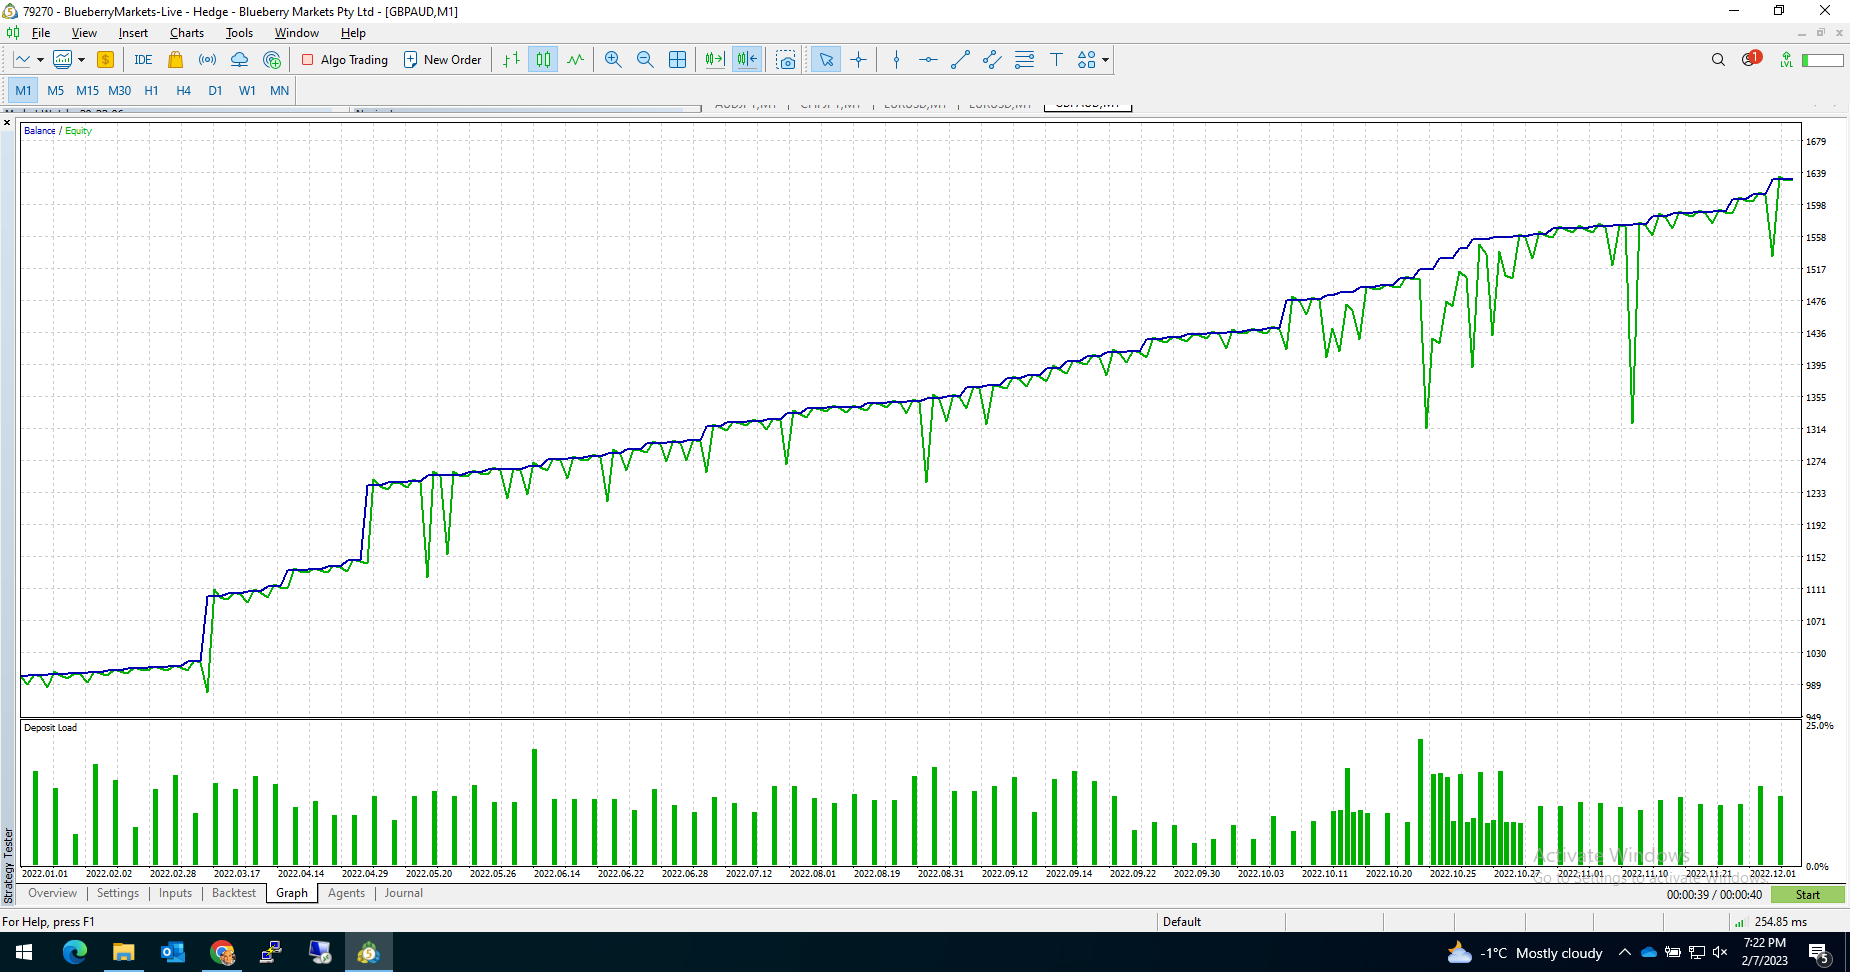 79270 - BlueberryMarkets-Live - Hedge - Blueberry Markets Pty Ltd - [GBPAUD,M1]
File View Insert Charts Tools Window Help
IDE Algo Trading New Order 1 LVL
M1 M5 M15 M30 H1 H4 D1 W1 MN
Balance / Equity
1679
1639
1598
1558
1517
1476
1436
1395
1355
1314
1274
1233
1192
1152
1111
1071
1030
989
949
25.0%
Deposit Load
0.0%
2022.01.01 2022.02.02 2022.02.28 2022.03.17 2022.04.14 2022.04.29 2022.05.20 2022.05.26 2022.06.14 2022.06.22 2022.06.28 2022.07.12 2022.08.01 2022.08.19 2022.08.31 2022.09.12 2022.09.14 2022.09.22 2022.09.30 2022.10.03 2022.10.11 2022.10.20 2022.10.25 2022.10.27 2022.11.01 2022.11.10 2022.11.21 2022.12.01
Activate Windows
Go to Settings to activate Windows.
Strategy Tester
Overview Settings Inputs Backtest Graph Agents Journal
00:00:39 / 00:00:40 Start
For Help, press F1 Default 254.85 ms
-1°C Mostly cloudy
7:22 PM
2/7/2023
5